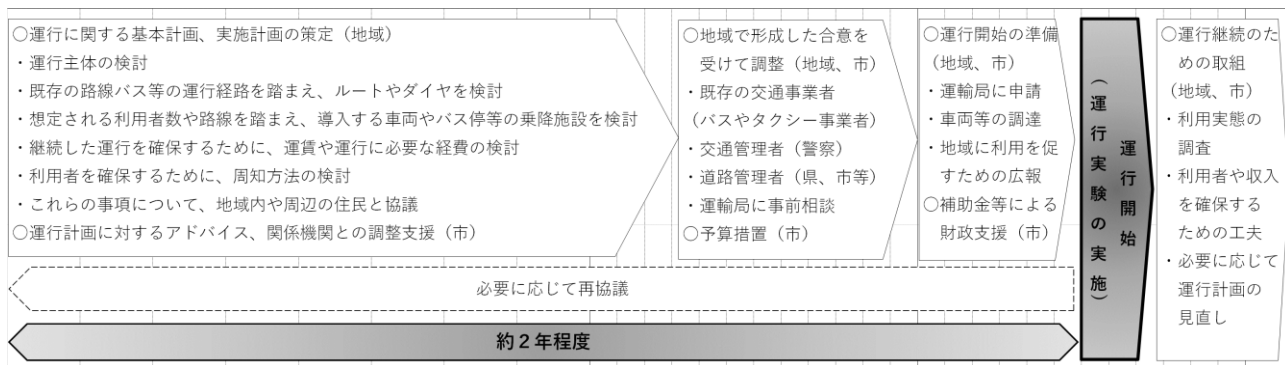 ○運行に関する基本計画、実施計画の策定（地域）
・運行主体の検討
・既存の路線バス等の運行経路を踏まえ、ルートやダイヤを検討
・想定される利用者数や路線を踏まえ、導入する車両やバス停等の乗降施設を検討
・継続した運行を確保するために、運賃や運行に必要な経費の検討
・利用者を確保するために、周知方法の検討
・これらの事項について、地域内や周辺の住民と協議
○運行計画に対するアドバイス、関係機関との調整支援（市）
○地域で形成した合意を
受けて調整（地域、市）
・既存の交通事業者
（バスやタクシー事業者）
・交通管理者（警察）
・道路管理者（県、市等）
・運輸局に事前相談
○予算措置（市）
○運行開始の準備
（地域、市）
・運輸局に申請
・車両等の調達
・地域に利用を促
すための広報
○補助金等による
財政支援（市）
運行開始
（運行実験の実施）
○運行継続のた
めの取組
（地域、市）
・利用実態の
調査
・利用者や収入
を確保する
ための工夫
・必要に応じて
運行計画の
見直し
必要に応じて再協議
約２年程度